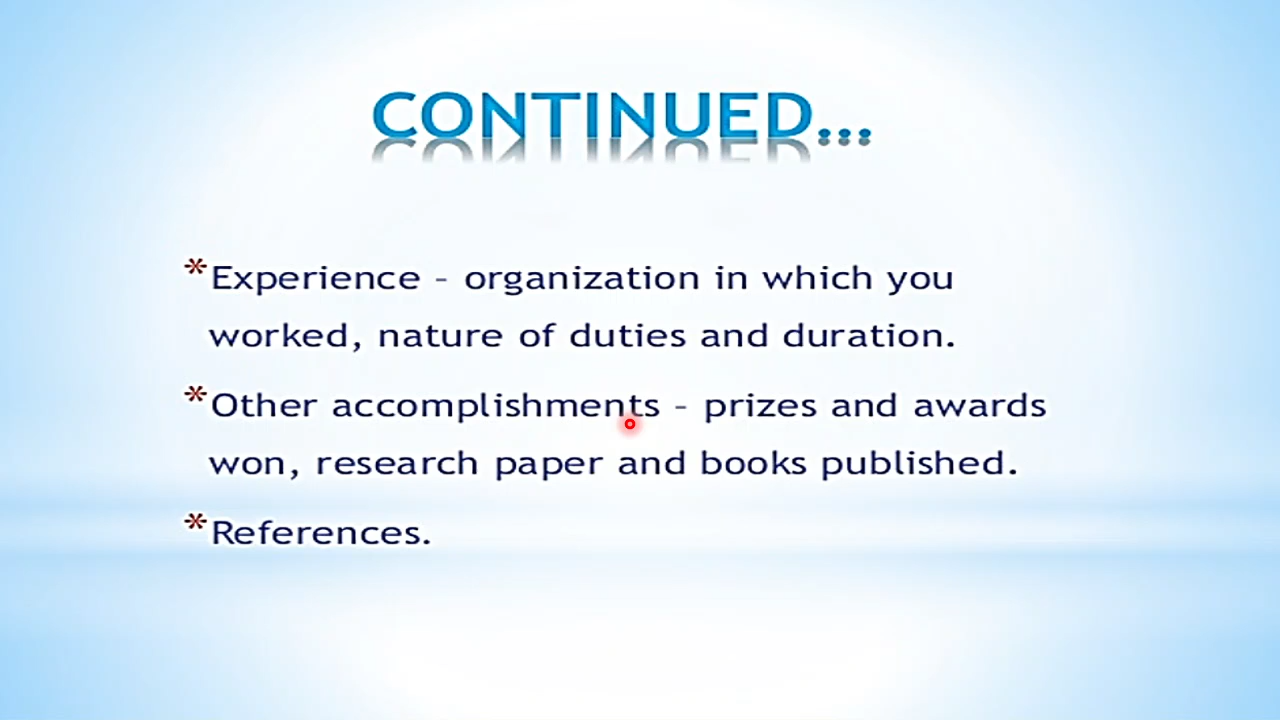 CONTINUED...
*Experience - organization in which you
worked, nature of duties and duration.
*Other accomplishments - prizes and awards
won, research paper and books published.
*References.